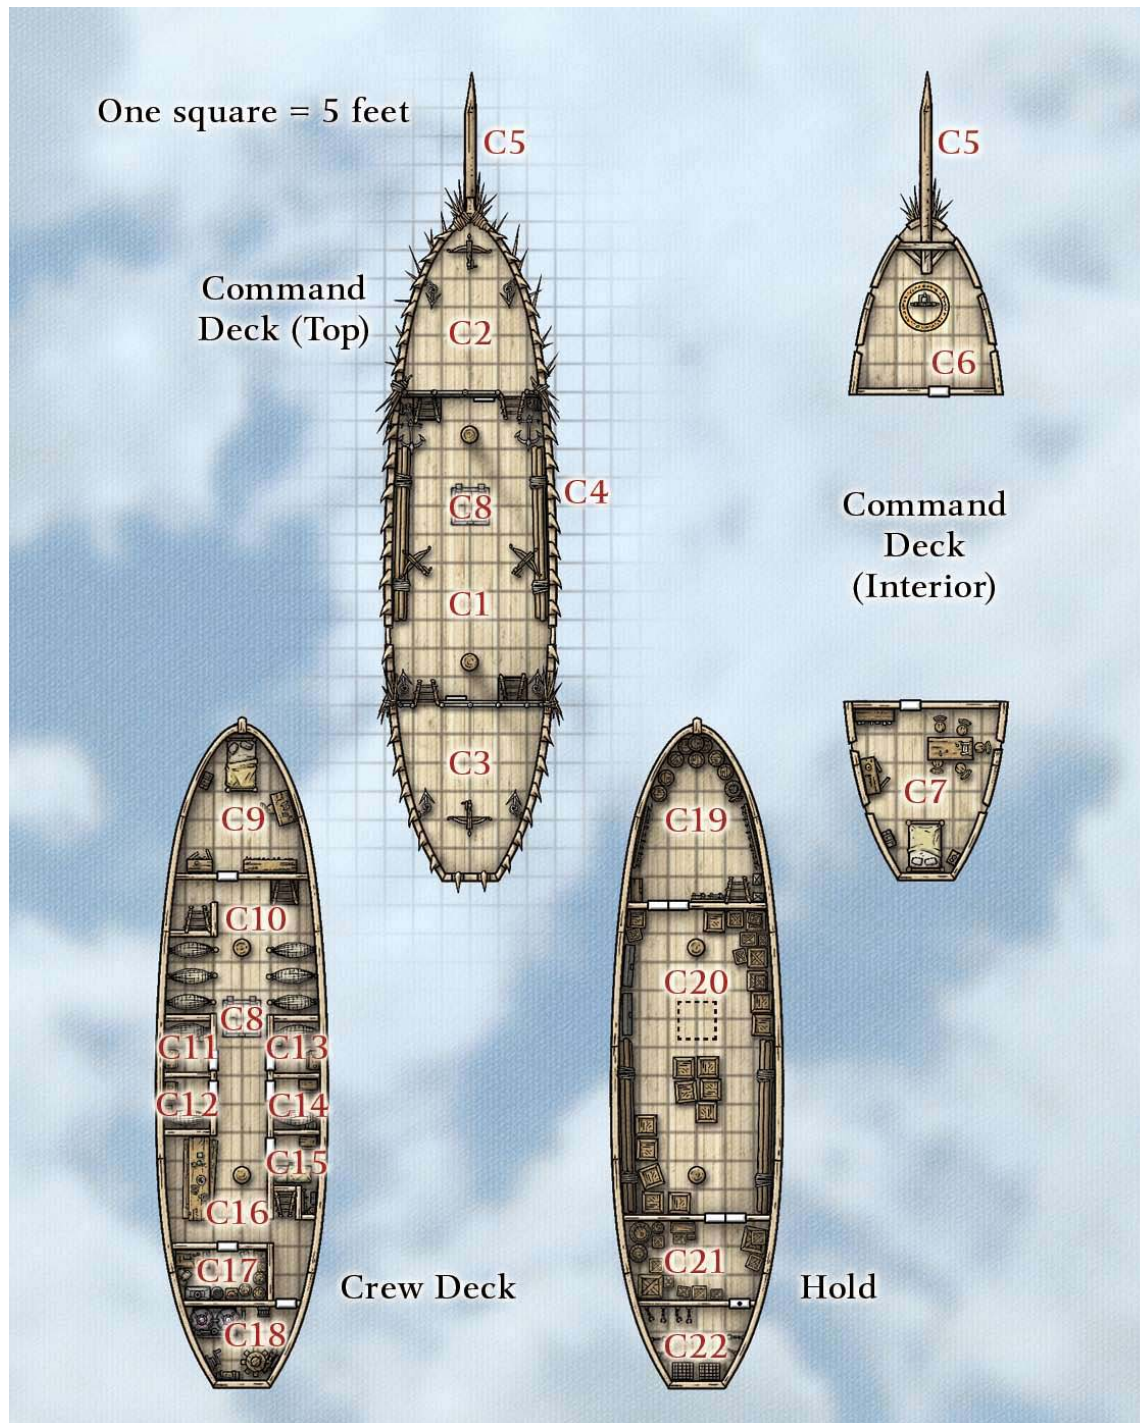 One square = 5 feet
C5
C5
Command
Deck (Top)
C2
C6
C8
C4
Command
Deck
(Interior)
C1
C3
C7
C9
C19
C10
C20
C8
C11
C13
C12
C14
C15
C16
C17
C21
Crew Deck
Hold
C18
C22